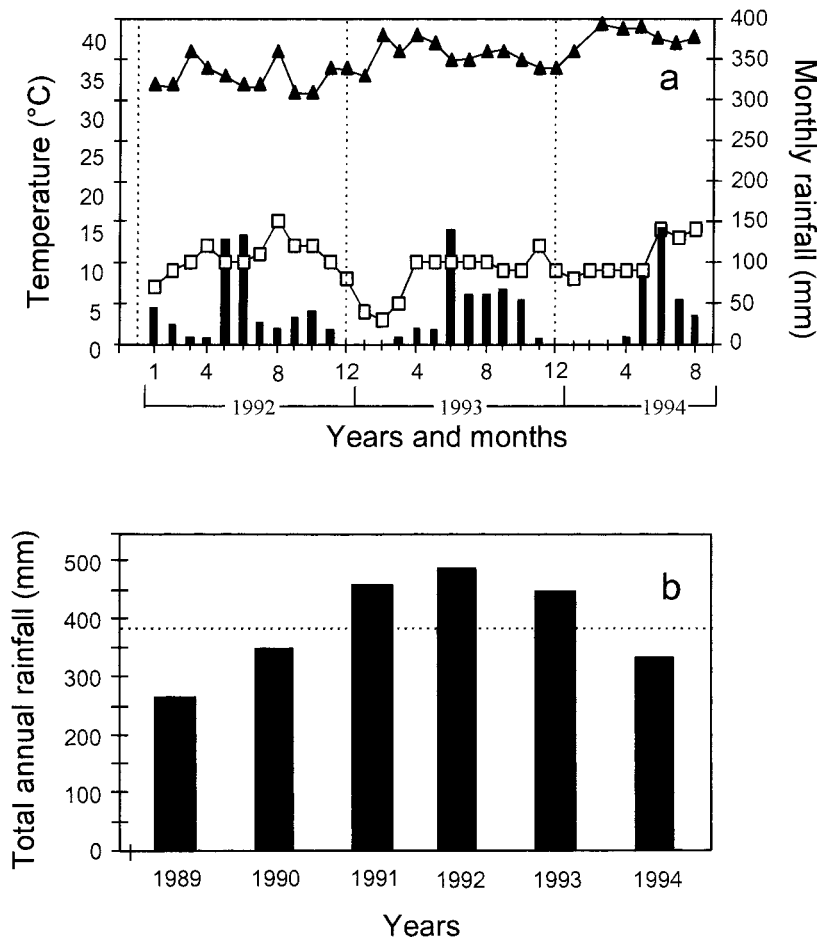 Temperature (°C)
40
35
30
25
20
15
10
5
0
a
400
350
300
250
200
150
100
50
0
Monthly rainfall (mm)
1 4 8 12 4 8 12 4 8
1992 1993 1994
Years and months
Total annual rainfall (mm)
500
400
300
200
100
0
b
1989 1990 1991 1992 1993 1994
Years